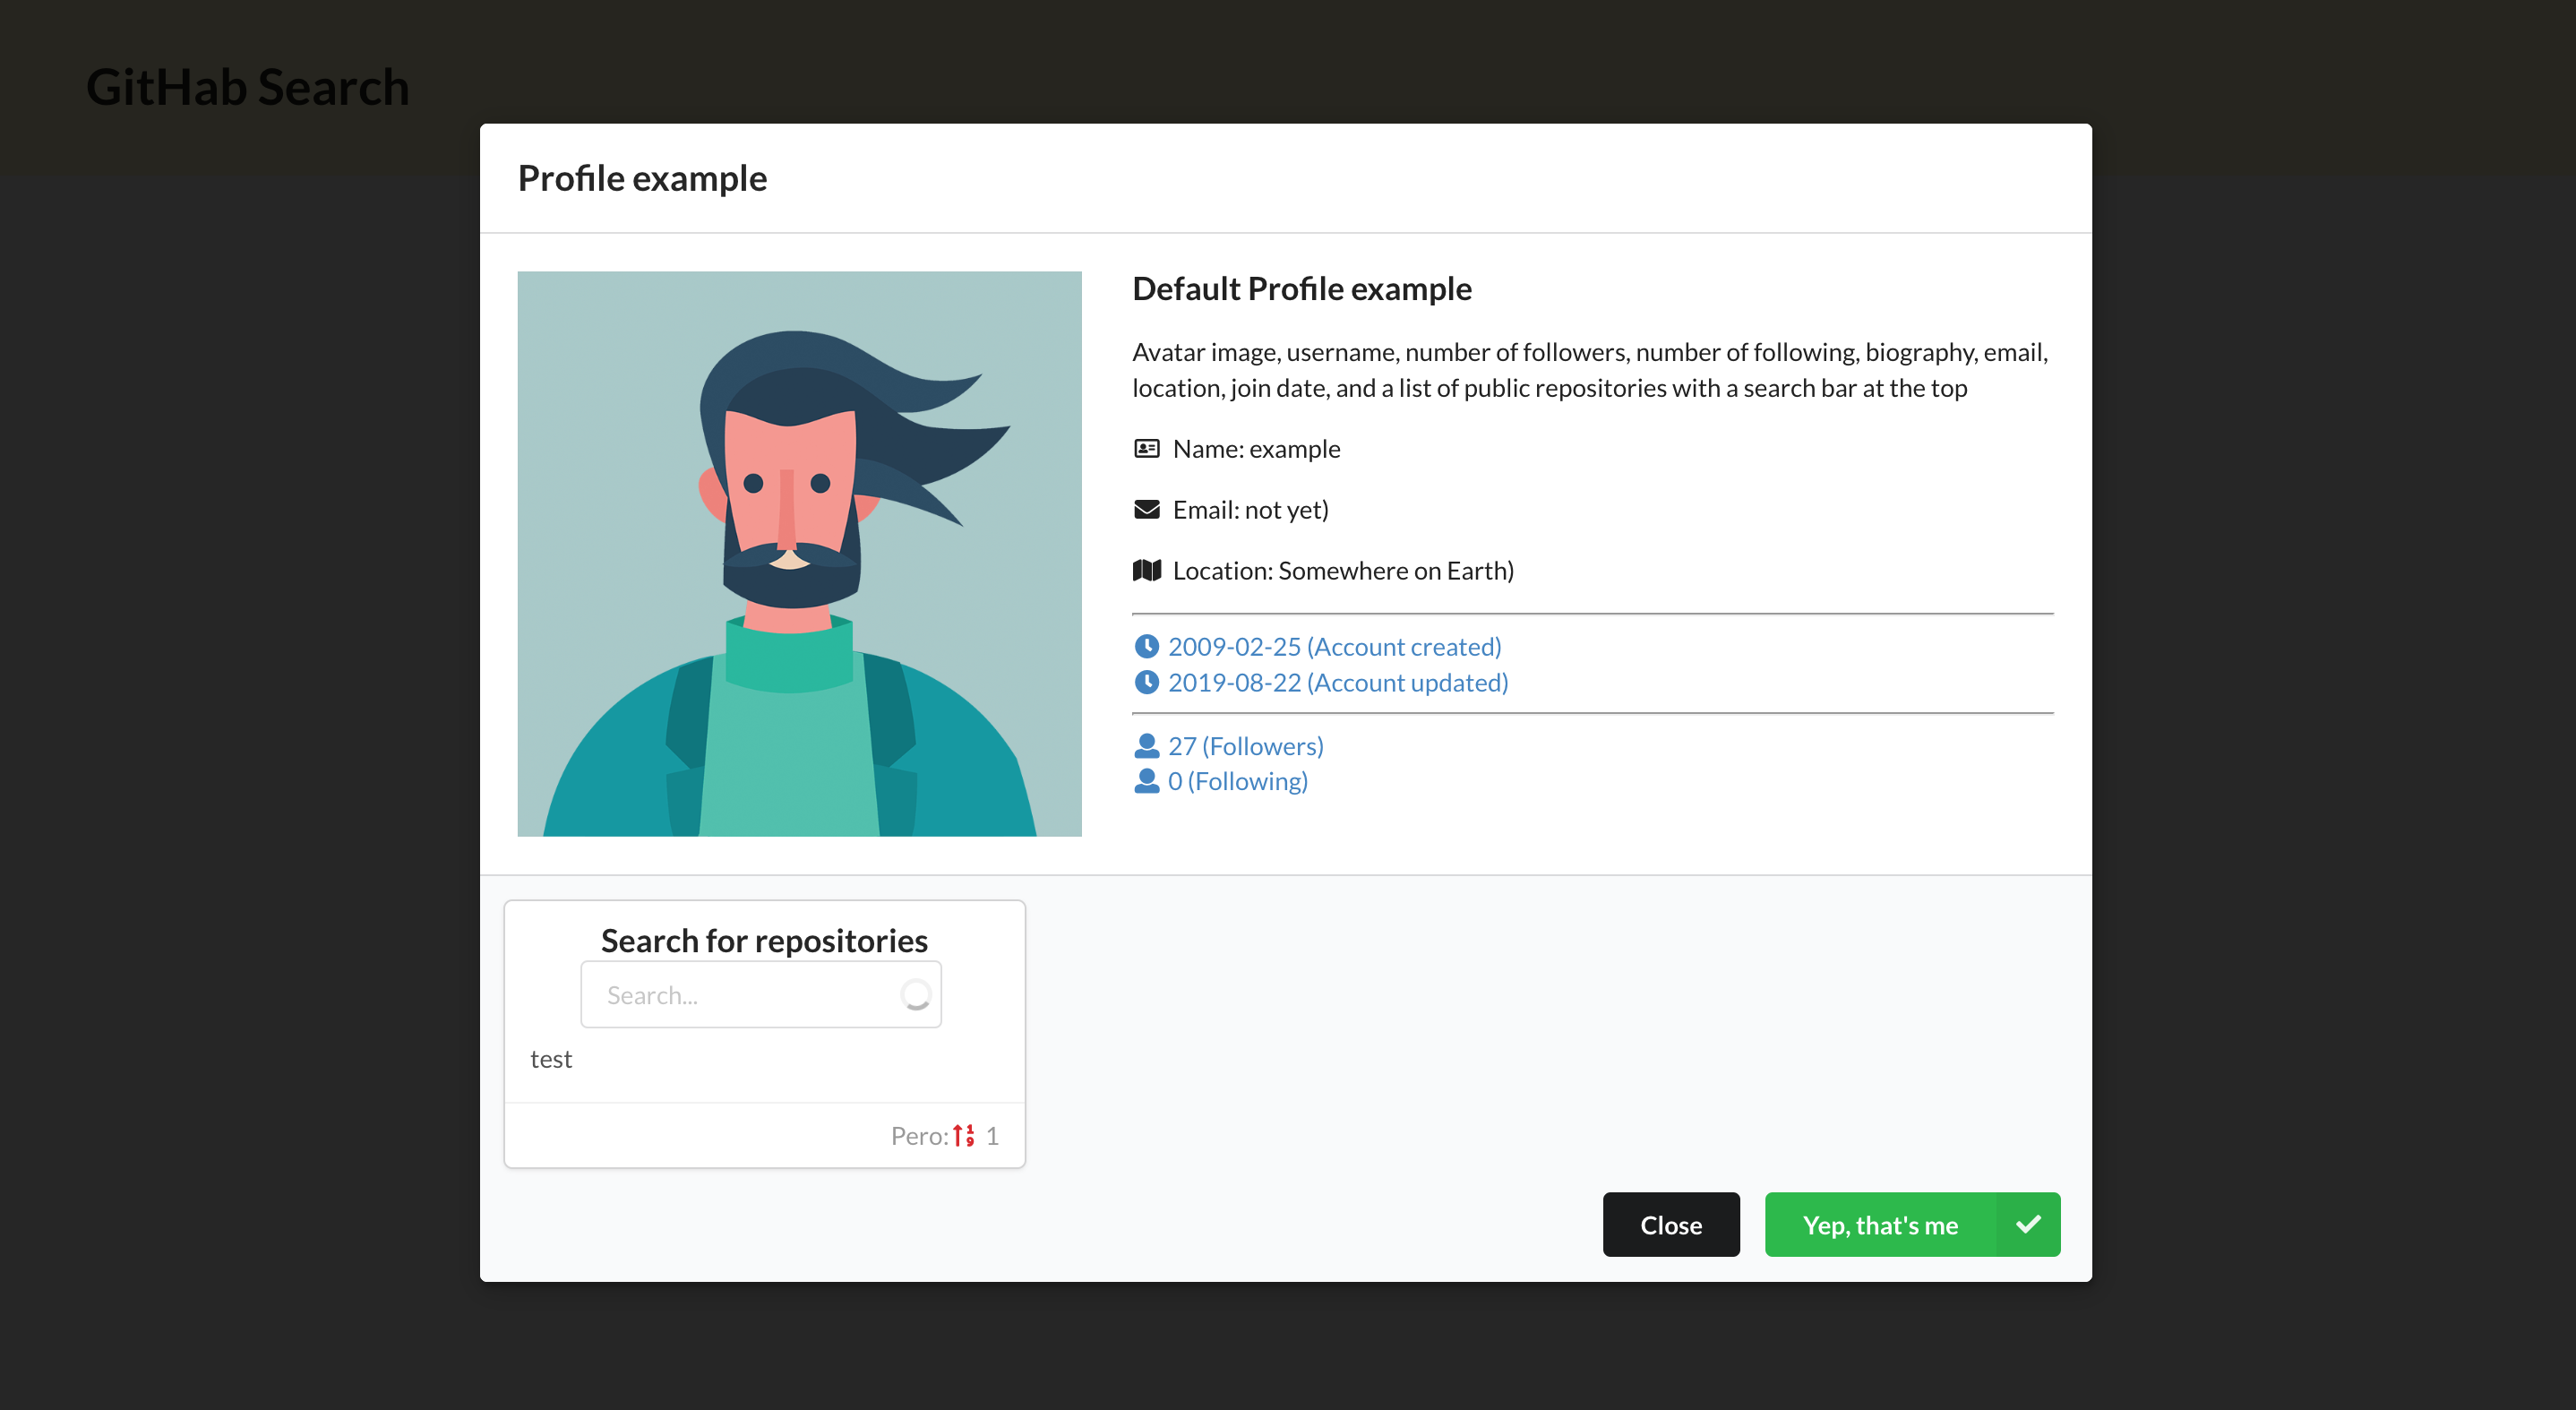 GitHab Search
Profile example
Default Profile example
Avatar image, username, number of followers, number of following, biography, email,
location, join date, and a list of public repositories with a search bar at the top
Name: example
Email: not yet)
Location: Somewhere on Earth)
2009-02-25 (Account created)
2019-08-22 (Account updated)
27 (Followers)
0 (Following)
Search for repositories
Search...
test
Pero: 1
Close
Yep, that's me